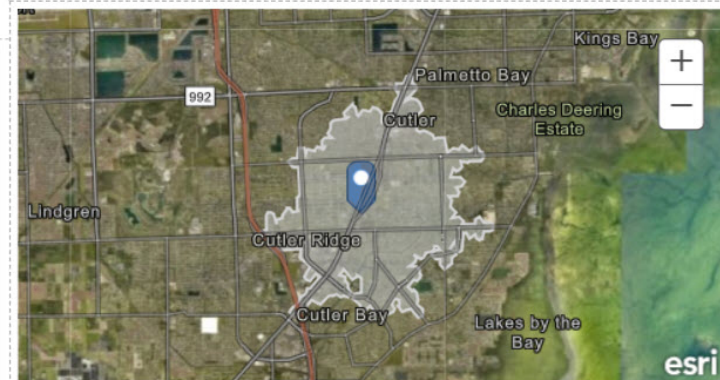 Kings Bay
+
Palmetto Bay
−
992
Charles Deering
Estate
Cutler
Lindgren
Cutler Ridge
Cutler Bay
Lakes by the
Bay
esri